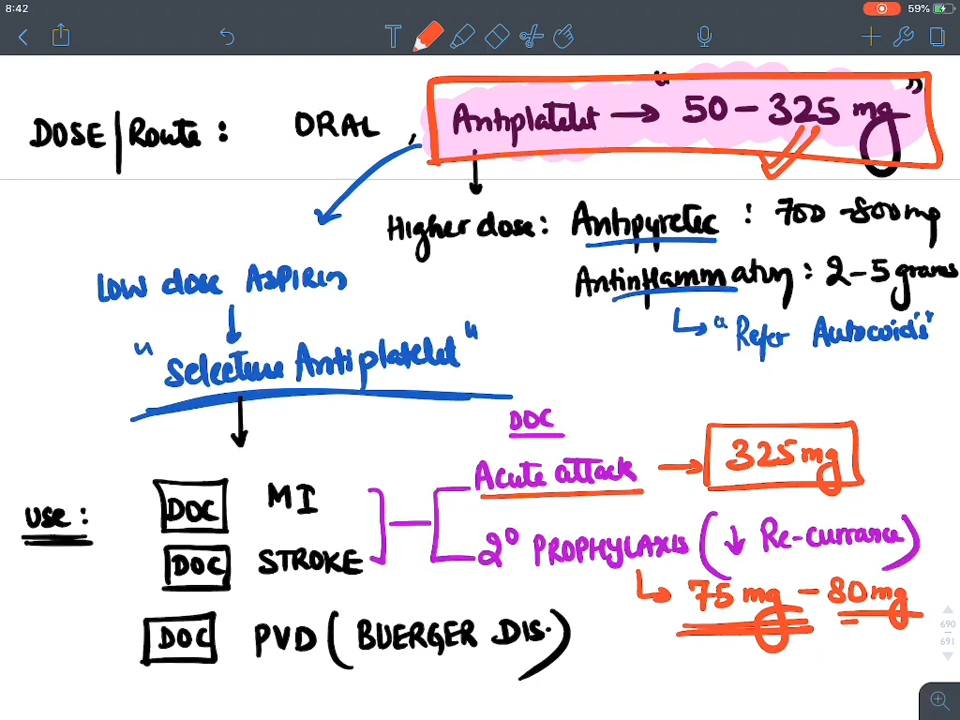 8:42
59%
T
DOSE/Route : ORAL, Antiplatelet → "50 – 325 mg"
Higher dose : Antipyretic : 700 -800mg
Antiinflammatory : 2 – 5 grams
"Refer Autocoids"
LOW dose ASPIRIN
"Selective Antiplatelet"
DOC
Acute attack → 325 mg
use :
DOC MI
DOC STROKE
2° PROPHYLAXIS (↓ Re-currance)
75 mg – 80 mg
DOC PVD (BUERGER DIS.)
690
691